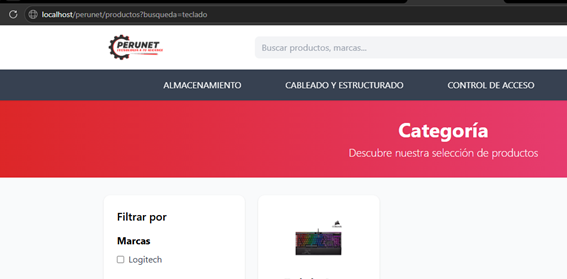 localhost/perunet/productos?busqueda=teclado
PERUNET
Buscar productos, marcas...
ALMACENAMIENTO CABLEADO Y ESTRUCTURADO CONTROL DE ACCESO
Categoría
Descubre nuestra selección de productos
Filtrar por
Marcas
Logitech